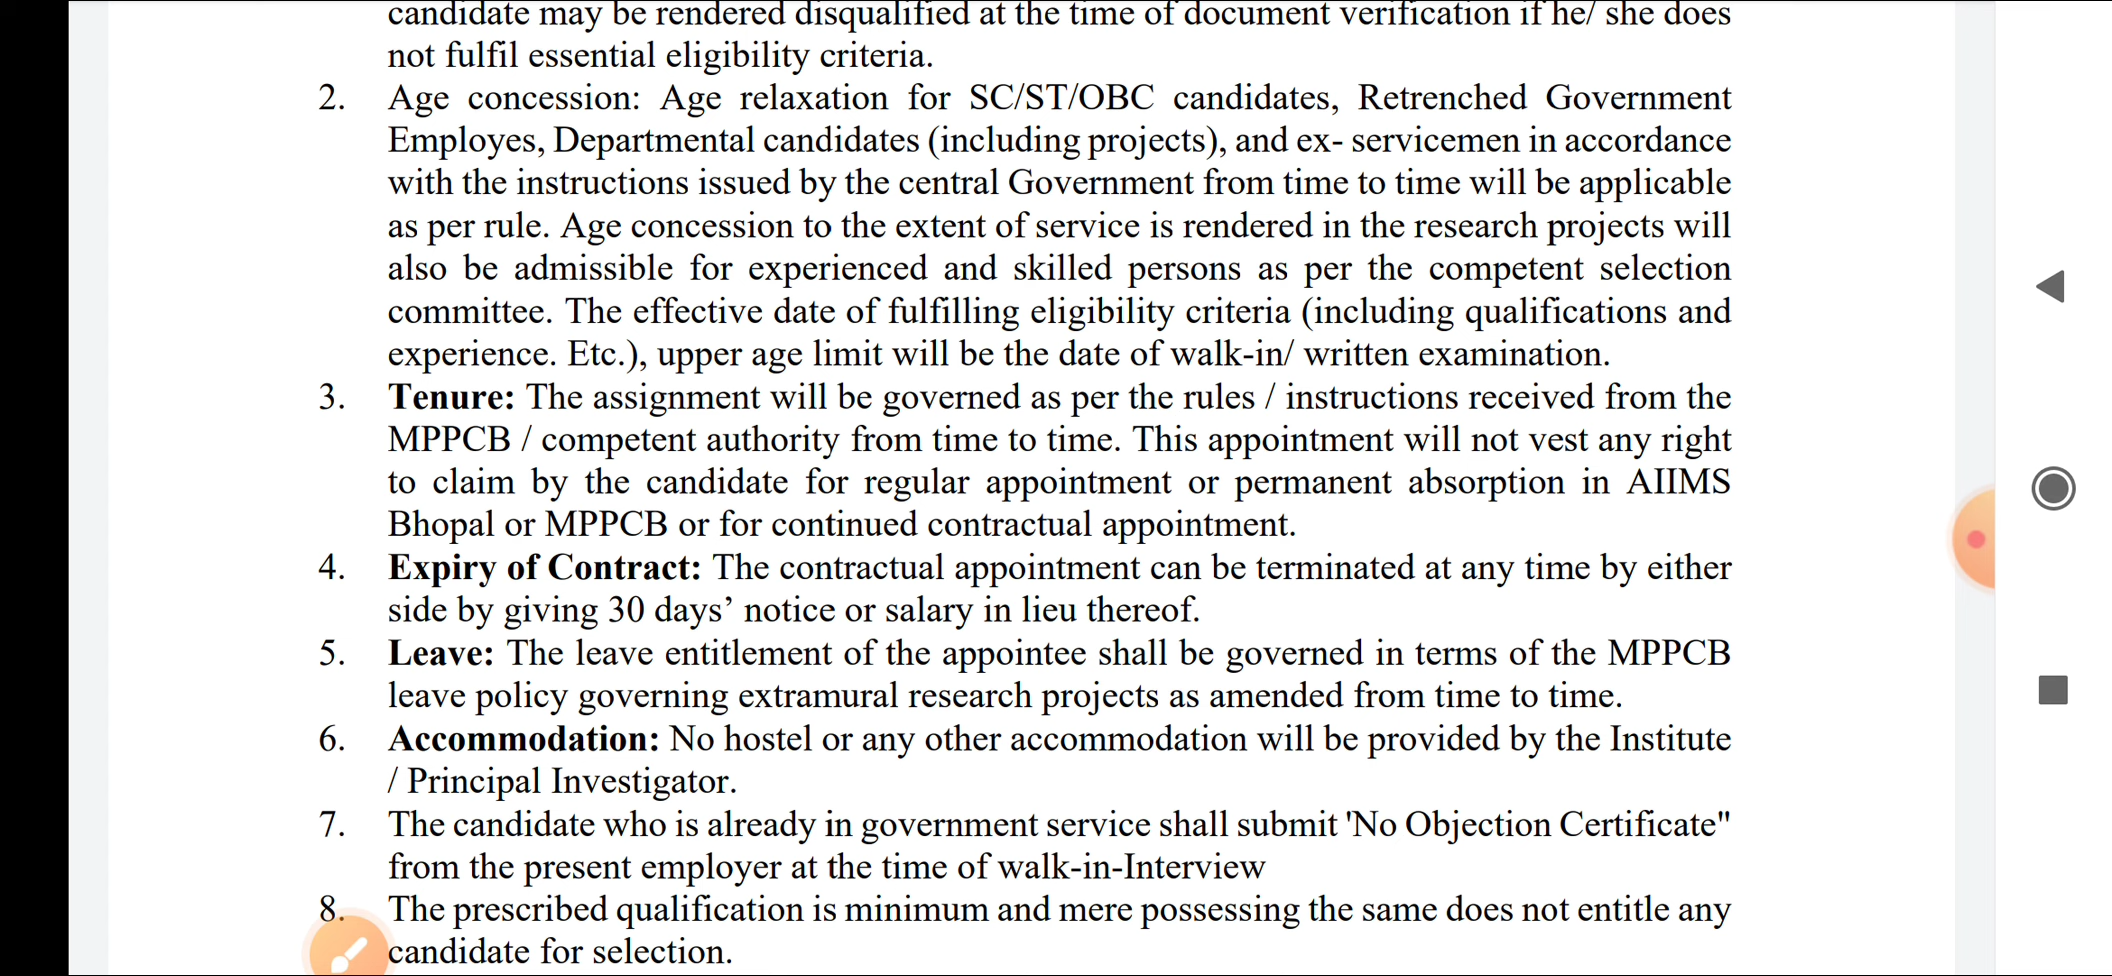 candidate may be rendered disqualified at the time of document verification if he/ she does
not fulfil essential eligibility criteria.
2. Age concession: Age relaxation for SC/ST/OBC candidates, Retrenched Government
Employes, Departmental candidates (including projects), and ex- servicemen in accordance
with the instructions issued by the central Government from time to time will be applicable
as per rule. Age concession to the extent of service is rendered in the research projects will
also be admissible for experienced and skilled persons as per the competent selection
committee. The effective date of fulfilling eligibility criteria (including qualifications and
experience. Etc.), upper age limit will be the date of walk-in/ written examination.
3. Tenure: The assignment will be governed as per the rules / instructions received from the
MPPCB / competent authority from time to time. This appointment will not vest any right
to claim by the candidate for regular appointment or permanent absorption in AIIMS
Bhopal or MPPCB or for continued contractual appointment.
4. Expiry of Contract: The contractual appointment can be terminated at any time by either
side by giving 30 days’ notice or salary in lieu thereof.
5. Leave: The leave entitlement of the appointee shall be governed in terms of the MPPCB
leave policy governing extramural research projects as amended from time to time.
6. Accommodation: No hostel or any other accommodation will be provided by the Institute
/ Principal Investigator.
7. The candidate who is already in government service shall submit 'No Objection Certificate"
from the present employer at the time of walk-in-Interview
8. The prescribed qualification is minimum and mere possessing the same does not entitle any
candidate for selection.